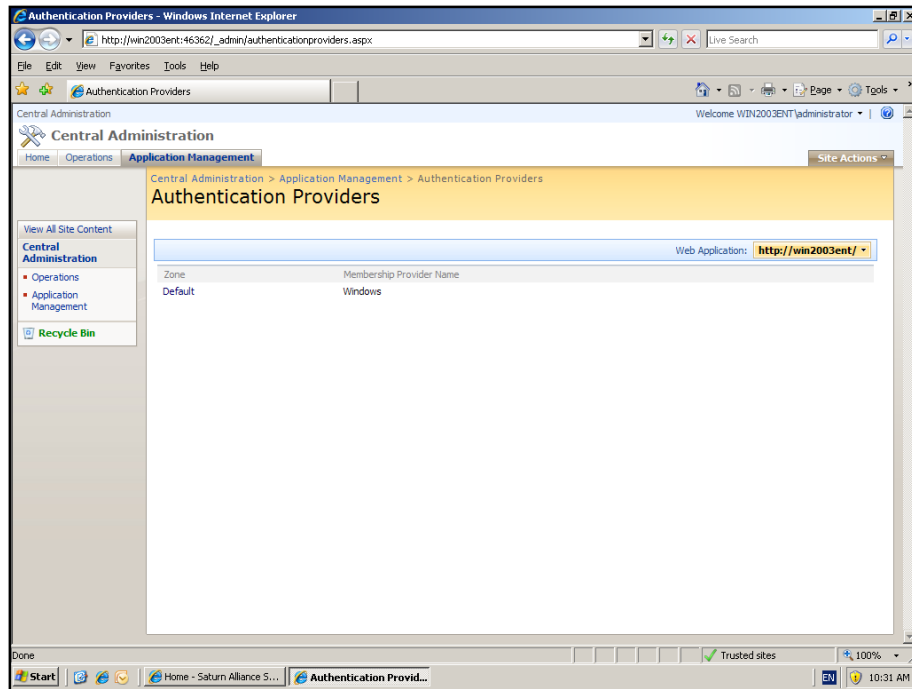 Authentication Providers - Windows Internet Explorer
http://win2003ent:46362/_admin/authenticationproviders.aspx
Live Search
File Edit View Favorites Tools Help
Authentication Providers
Page Tools
Central Administration
Welcome WIN2003ENT\administrator
Central Administration
Home Operations Application Management
Site Actions
Central Administration > Application Management > Authentication Providers
Authentication Providers
View All Site Content
Central
Administration
Operations
Application
Management
Recycle Bin
Web Application: http://win2003ent/
Zone Membership Provider Name
Default Windows
Done
Trusted sites
100%
Start
Home - Saturn Alliance S...
Authentication Provid...
EN
10:31 AM